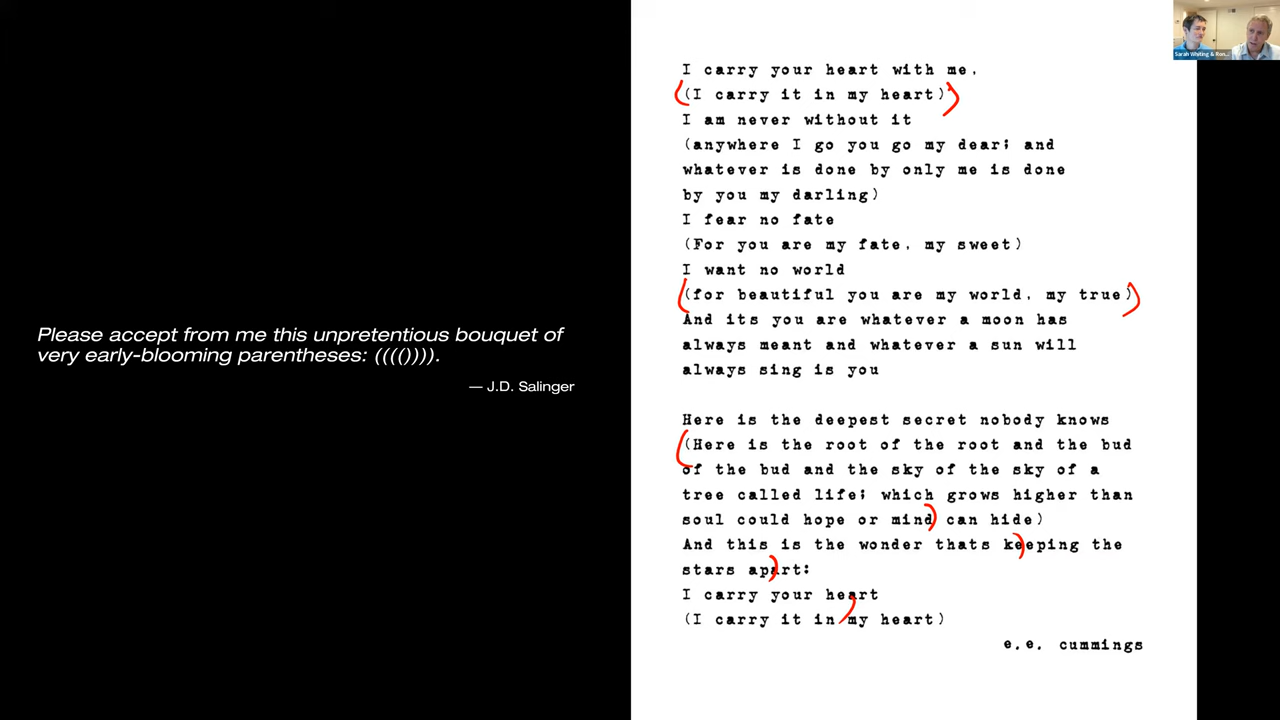 Sarah Whiting & Ron...
Please accept from me this unpretentious bouquet of
very early-blooming parentheses: (((())))).
— J.D. Salinger
I carry your heart with me.
(I carry it in my heart)
I am never without it
(anywhere I go you go my dear; and
whatever is done by only me is done
by you my darling)
I fear no fate
(For you are my fate, my sweet)
I want no world
(for beautiful you are my world, my true)
And its you are whatever a moon has
always meant and whatever a sun will
always sing is you
Here is the deepest secret nobody knows
(Here is the root of the root and the bud
of the bud and the sky of the sky of a
tree called life; which grows higher than
soul could hope or mind can hide)
And this is the wonder thats keeping the
stars apart:
I carry your heart
(I carry it in my heart)
e.e. cummings